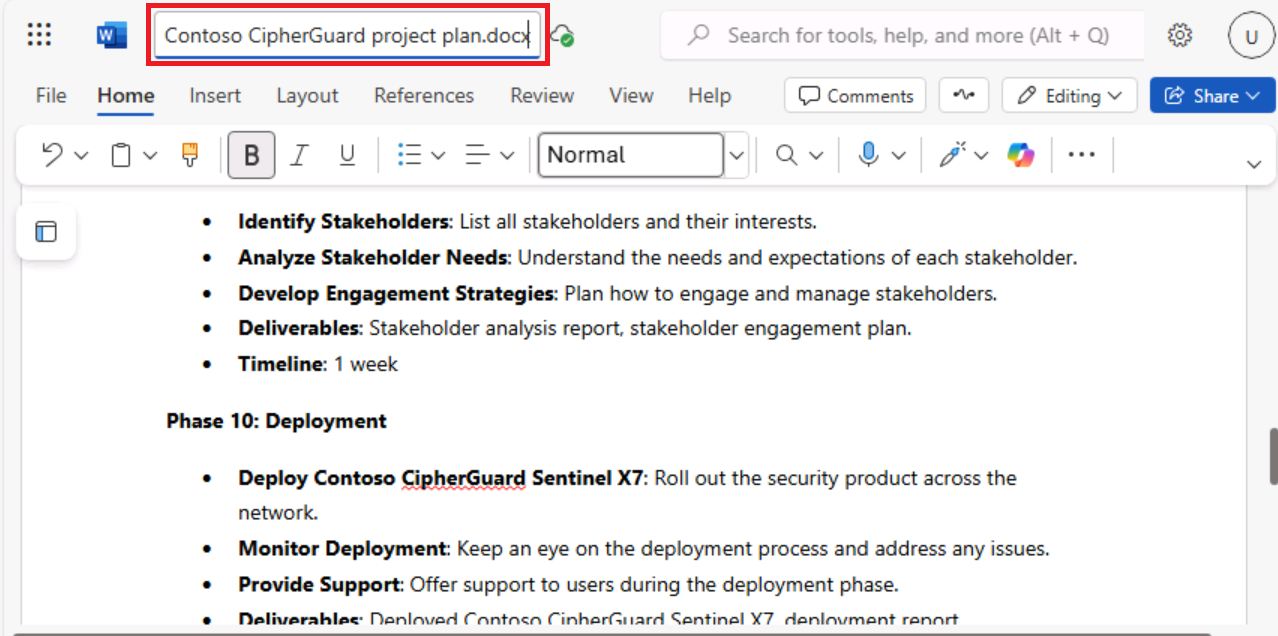 Contoso CipherGuard project plan.docx
Search for tools, help, and more (Alt + Q)
U
File Home Insert Layout References Review View Help Comments Editing Share
B I U Normal
• Identify Stakeholders: List all stakeholders and their interests.
• Analyze Stakeholder Needs: Understand the needs and expectations of each stakeholder.
• Develop Engagement Strategies: Plan how to engage and manage stakeholders.
• Deliverables: Stakeholder analysis report, stakeholder engagement plan.
• Timeline: 1 week
Phase 10: Deployment
• Deploy Contoso CipherGuard Sentinel X7: Roll out the security product across the
network.
• Monitor Deployment: Keep an eye on the deployment process and address any issues.
• Provide Support: Offer support to users during the deployment phase.
• Deliverables: Deployed Contoso CipherGuard Sentinel X7, deployment report